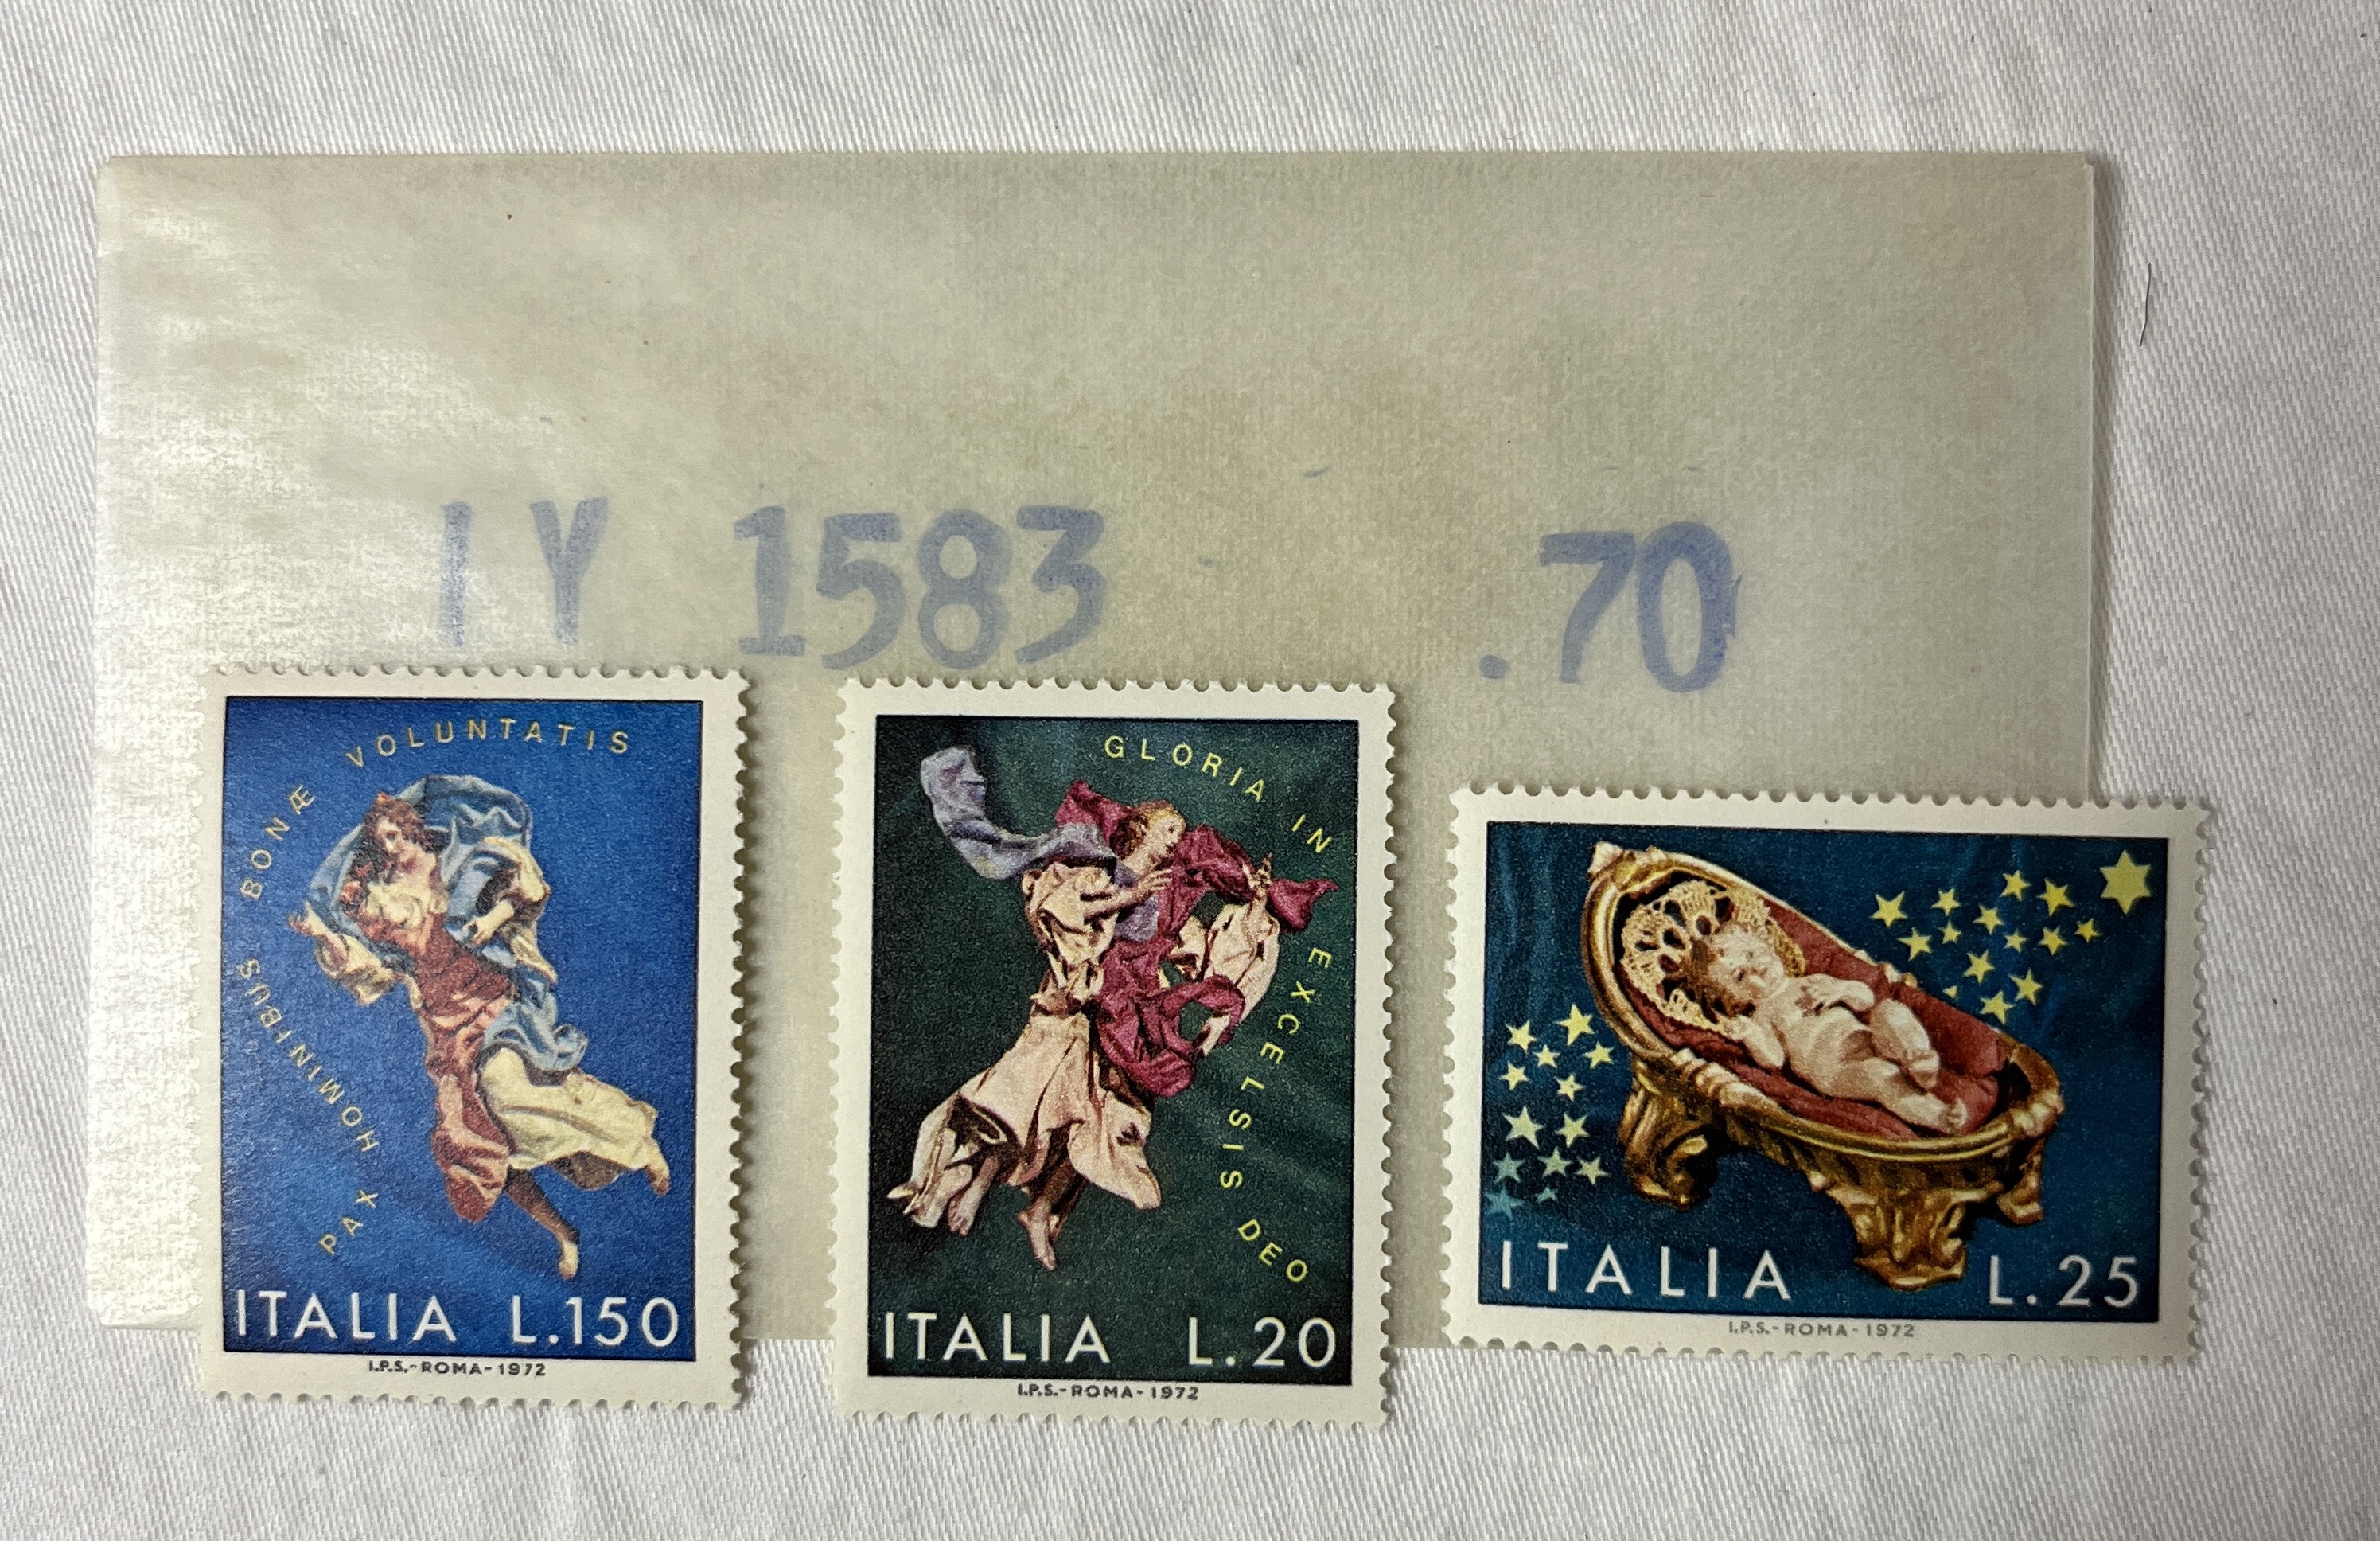 IY 1583 .70
PAX HOMINIBUS BONÆ VOLUNTATIS
ITALIA L.150
I.P.S.-ROMA-1972
GLORIA IN EXCELSIS DEO
ITALIA L.20
I.P.S.-ROMA-1972
ITALIA L.25
I.P.S.-ROMA-1972